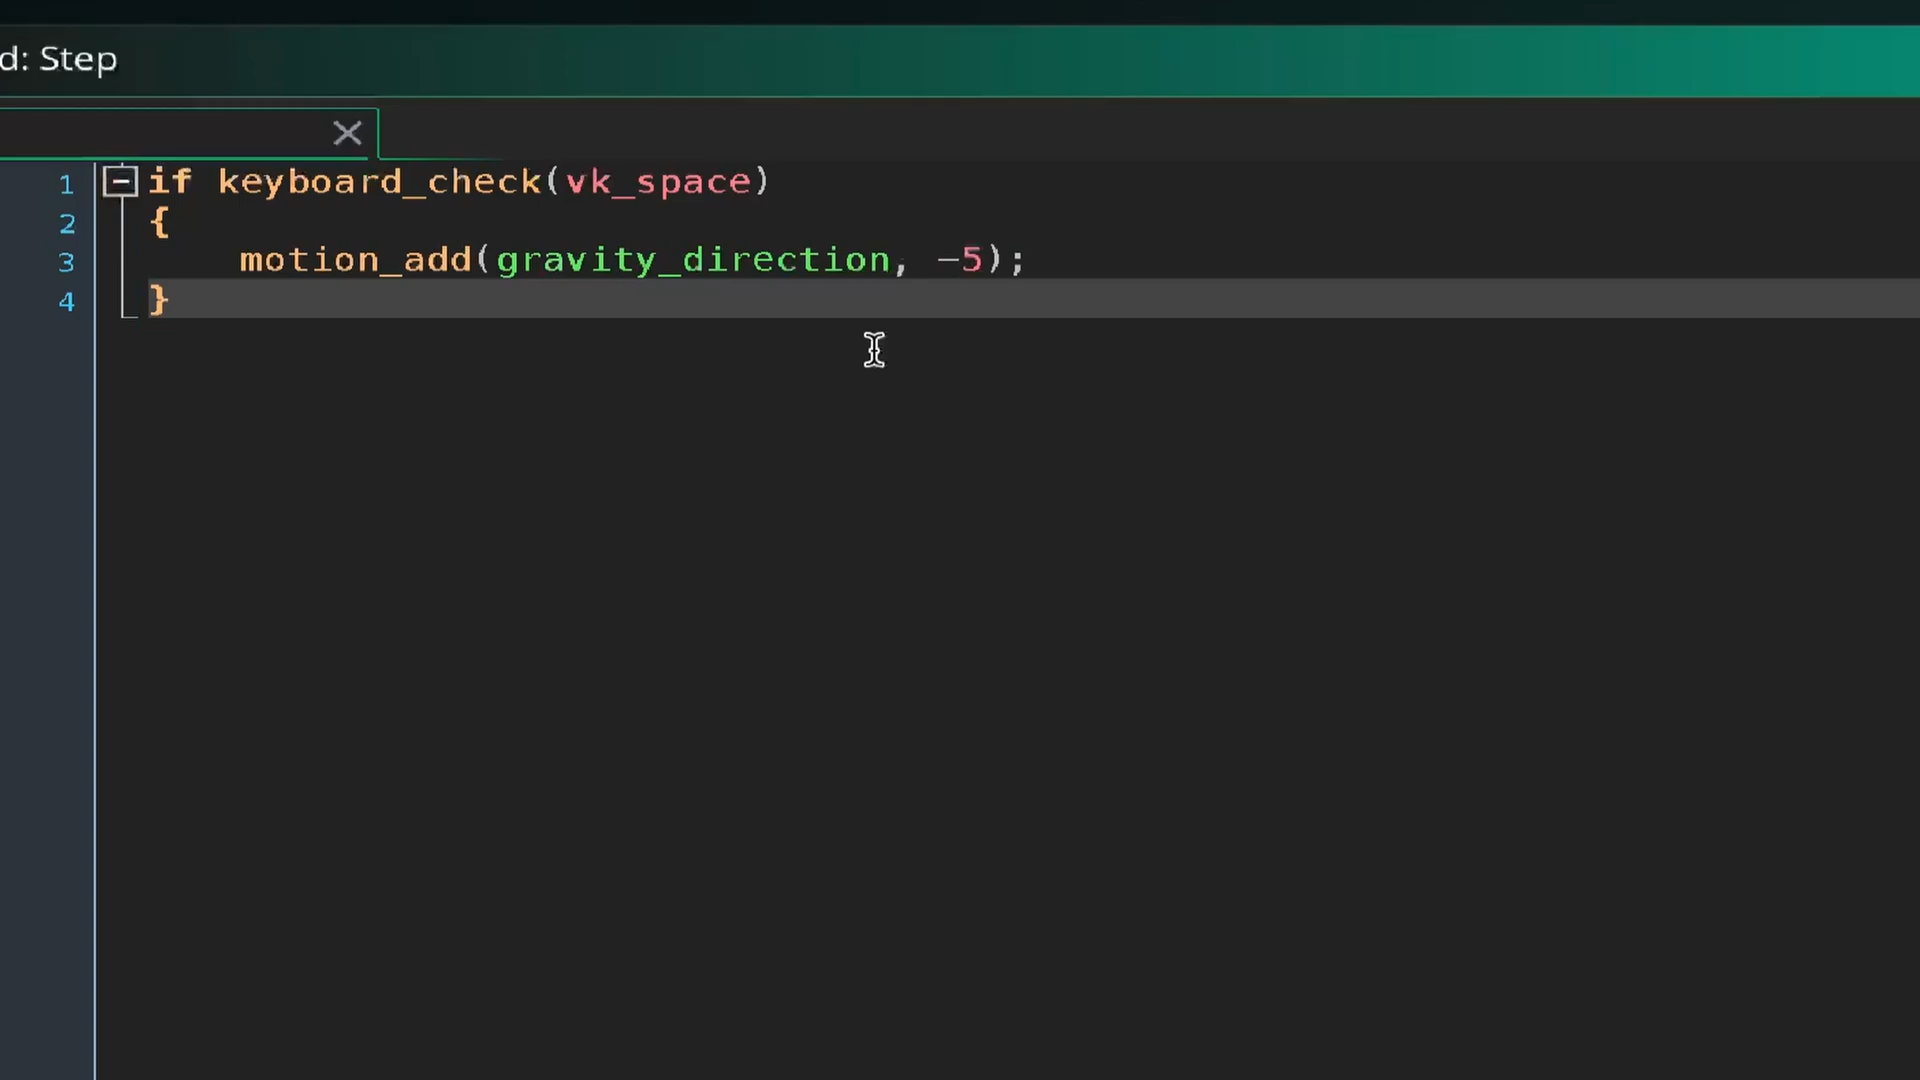 d: Step
1 if keyboard_check(vk_space)
2 {
3 motion_add(gravity_direction, -5);
4 }